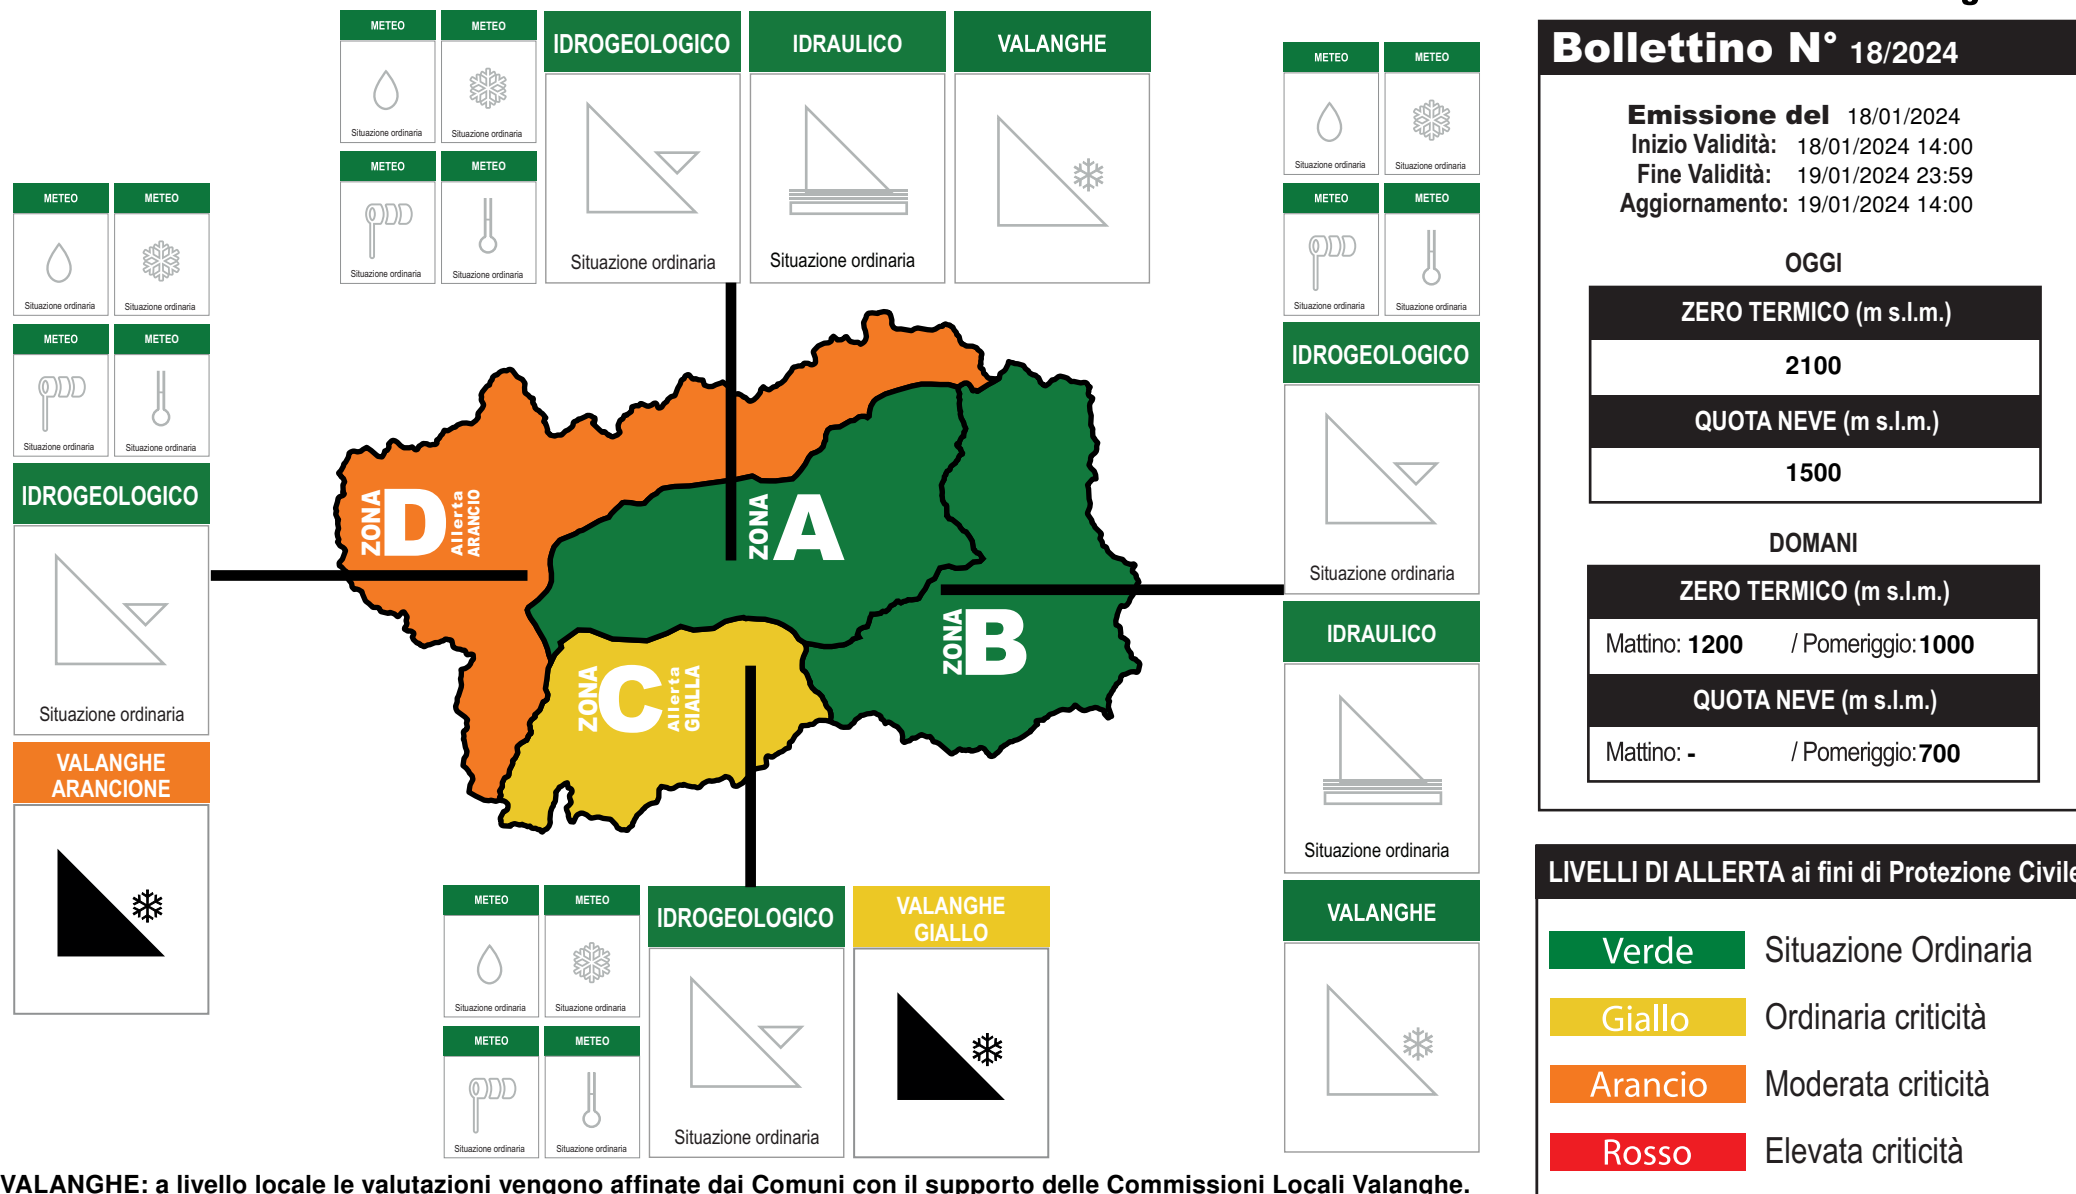 METEO
METEO
Situazione ordinaria
Situazione ordinaria
METEO
METEO
Situazione ordinaria
Situazione ordinaria
IDROGEOLOGICO
Situazione ordinaria
IDRAULICO
Situazione ordinaria
VALANGHE
METEO
METEO
Situazione ordinaria
Situazione ordinaria
METEO
METEO
Situazione ordinaria
Situazione ordinaria
IDROGEOLOGICO
Situazione ordinaria
VALANGHE
ARANCIONE
ZONA D Allerta ARANCIO
ZONA A
ZONA B
ZONA C Allerta GIALLA
METEO
METEO
Situazione ordinaria
Situazione ordinaria
METEO
METEO
Situazione ordinaria
Situazione ordinaria
IDROGEOLOGICO
Situazione ordinaria
IDRAULICO
Situazione ordinaria
VALANGHE
METEO
METEO
Situazione ordinaria
Situazione ordinaria
METEO
METEO
Situazione ordinaria
Situazione ordinaria
IDROGEOLOGICO
Situazione ordinaria
VALANGHE
GIALLO
Bollettino N° 18/2024
Emissione del 18/01/2024
Inizio Validità: 18/01/2024 14:00
Fine Validità: 19/01/2024 23:59
Aggiornamento: 19/01/2024 14:00
OGGI
ZERO TERMICO (m s.l.m.)
2100
QUOTA NEVE (m s.l.m.)
1500
DOMANI
ZERO TERMICO (m s.l.m.)
Mattino: 1200 / Pomeriggio: 1000
QUOTA NEVE (m s.l.m.)
Mattino: - / Pomeriggio: 700
LIVELLI DI ALLERTA ai fini di Protezione Civile
Verde Situazione Ordinaria
Giallo Ordinaria criticità
Arancio Moderata criticità
Rosso Elevata criticità
VALANGHE: a livello locale le valutazioni vengono affinate dai Comuni con il supporto delle Commissioni Locali Valanghe.